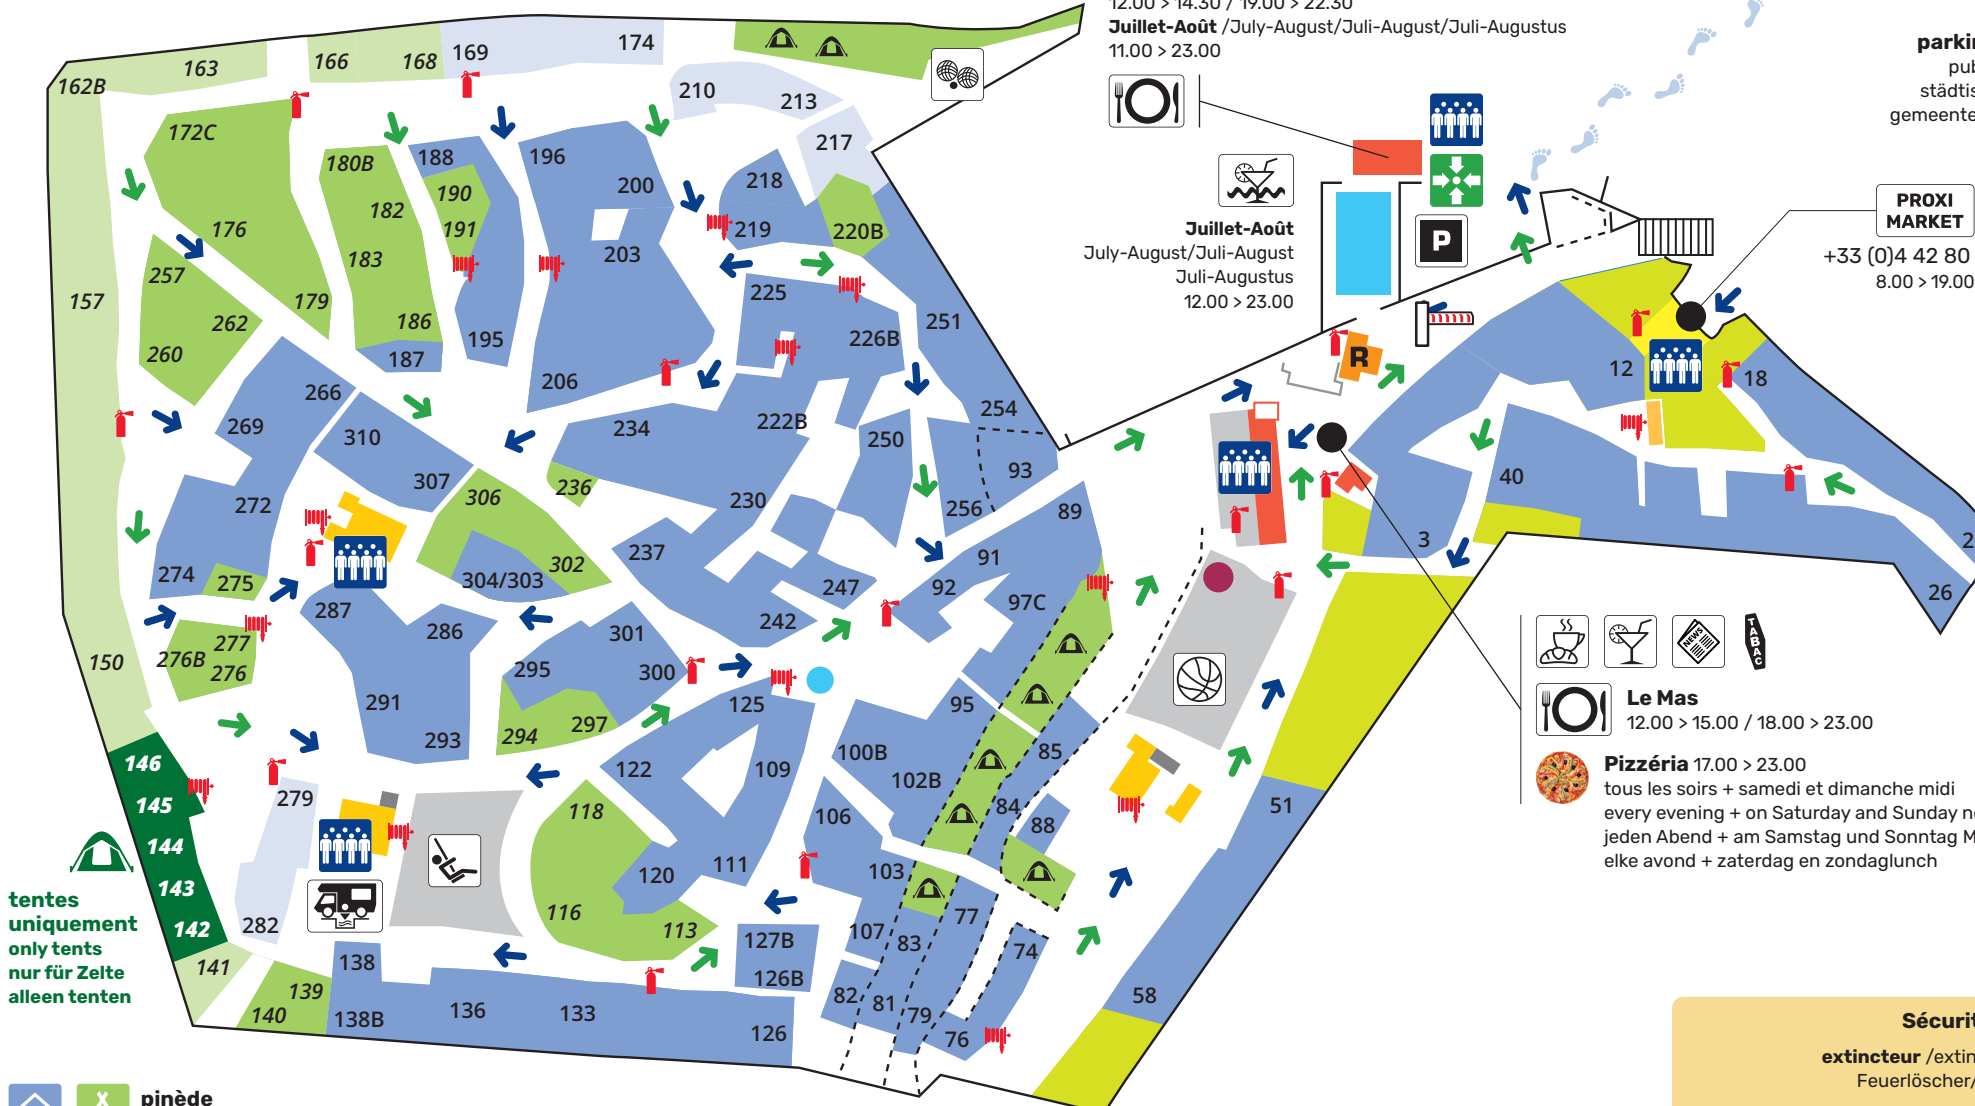 12.00 > 14.30 / 19.00 > 22.30
Juillet-Août /July-August/Juli-August/Juli-Augustus
11.00 > 23.00
Juillet-Août
July-August/Juli-August
Juli-Augustus
12.00 > 23.00
P
R
PROXI
MARKET
+33 (0)4 42 80
8.00 > 19.00
NEWS
TABAC
Le Mas
12.00 > 15.00 / 18.00 > 23.00
Pizzéria 17.00 > 23.00
tous les soirs + samedi et dimanche midi
every evening + on Saturday and Sunday
jeden Abend + am Samstag und Sonntag
elke avond + zaterdag en zondaglunch
extincteur
Feuerlöscher/
tentes
uniquement
only tents
nur für Zelte
alleen tenten
pinède
162B
163
166
168
169
174
210
213
217
172C
176
179
180B
182
183
186
187
188
190
191
195
196
200
203
206
218
219
220B
225
226B
222B
251
254
157
257
262
260
266
269
272
274
275
310
307
306
302
304/303
234
236
230
237
242
247
250
256
93
89
91
92
97C
150
276B
277
276
287
286
291
293
295
301
300
294
297
125
122
109
111
118
120
116
113
95
100B
102B
106
103
107
85
84
88
77
83
82
81
79
76
74
146
145
144
143
142
141
140
139
138
138B
136
133
126
127B
126B
279
282
12
18
40
3
26
51
58